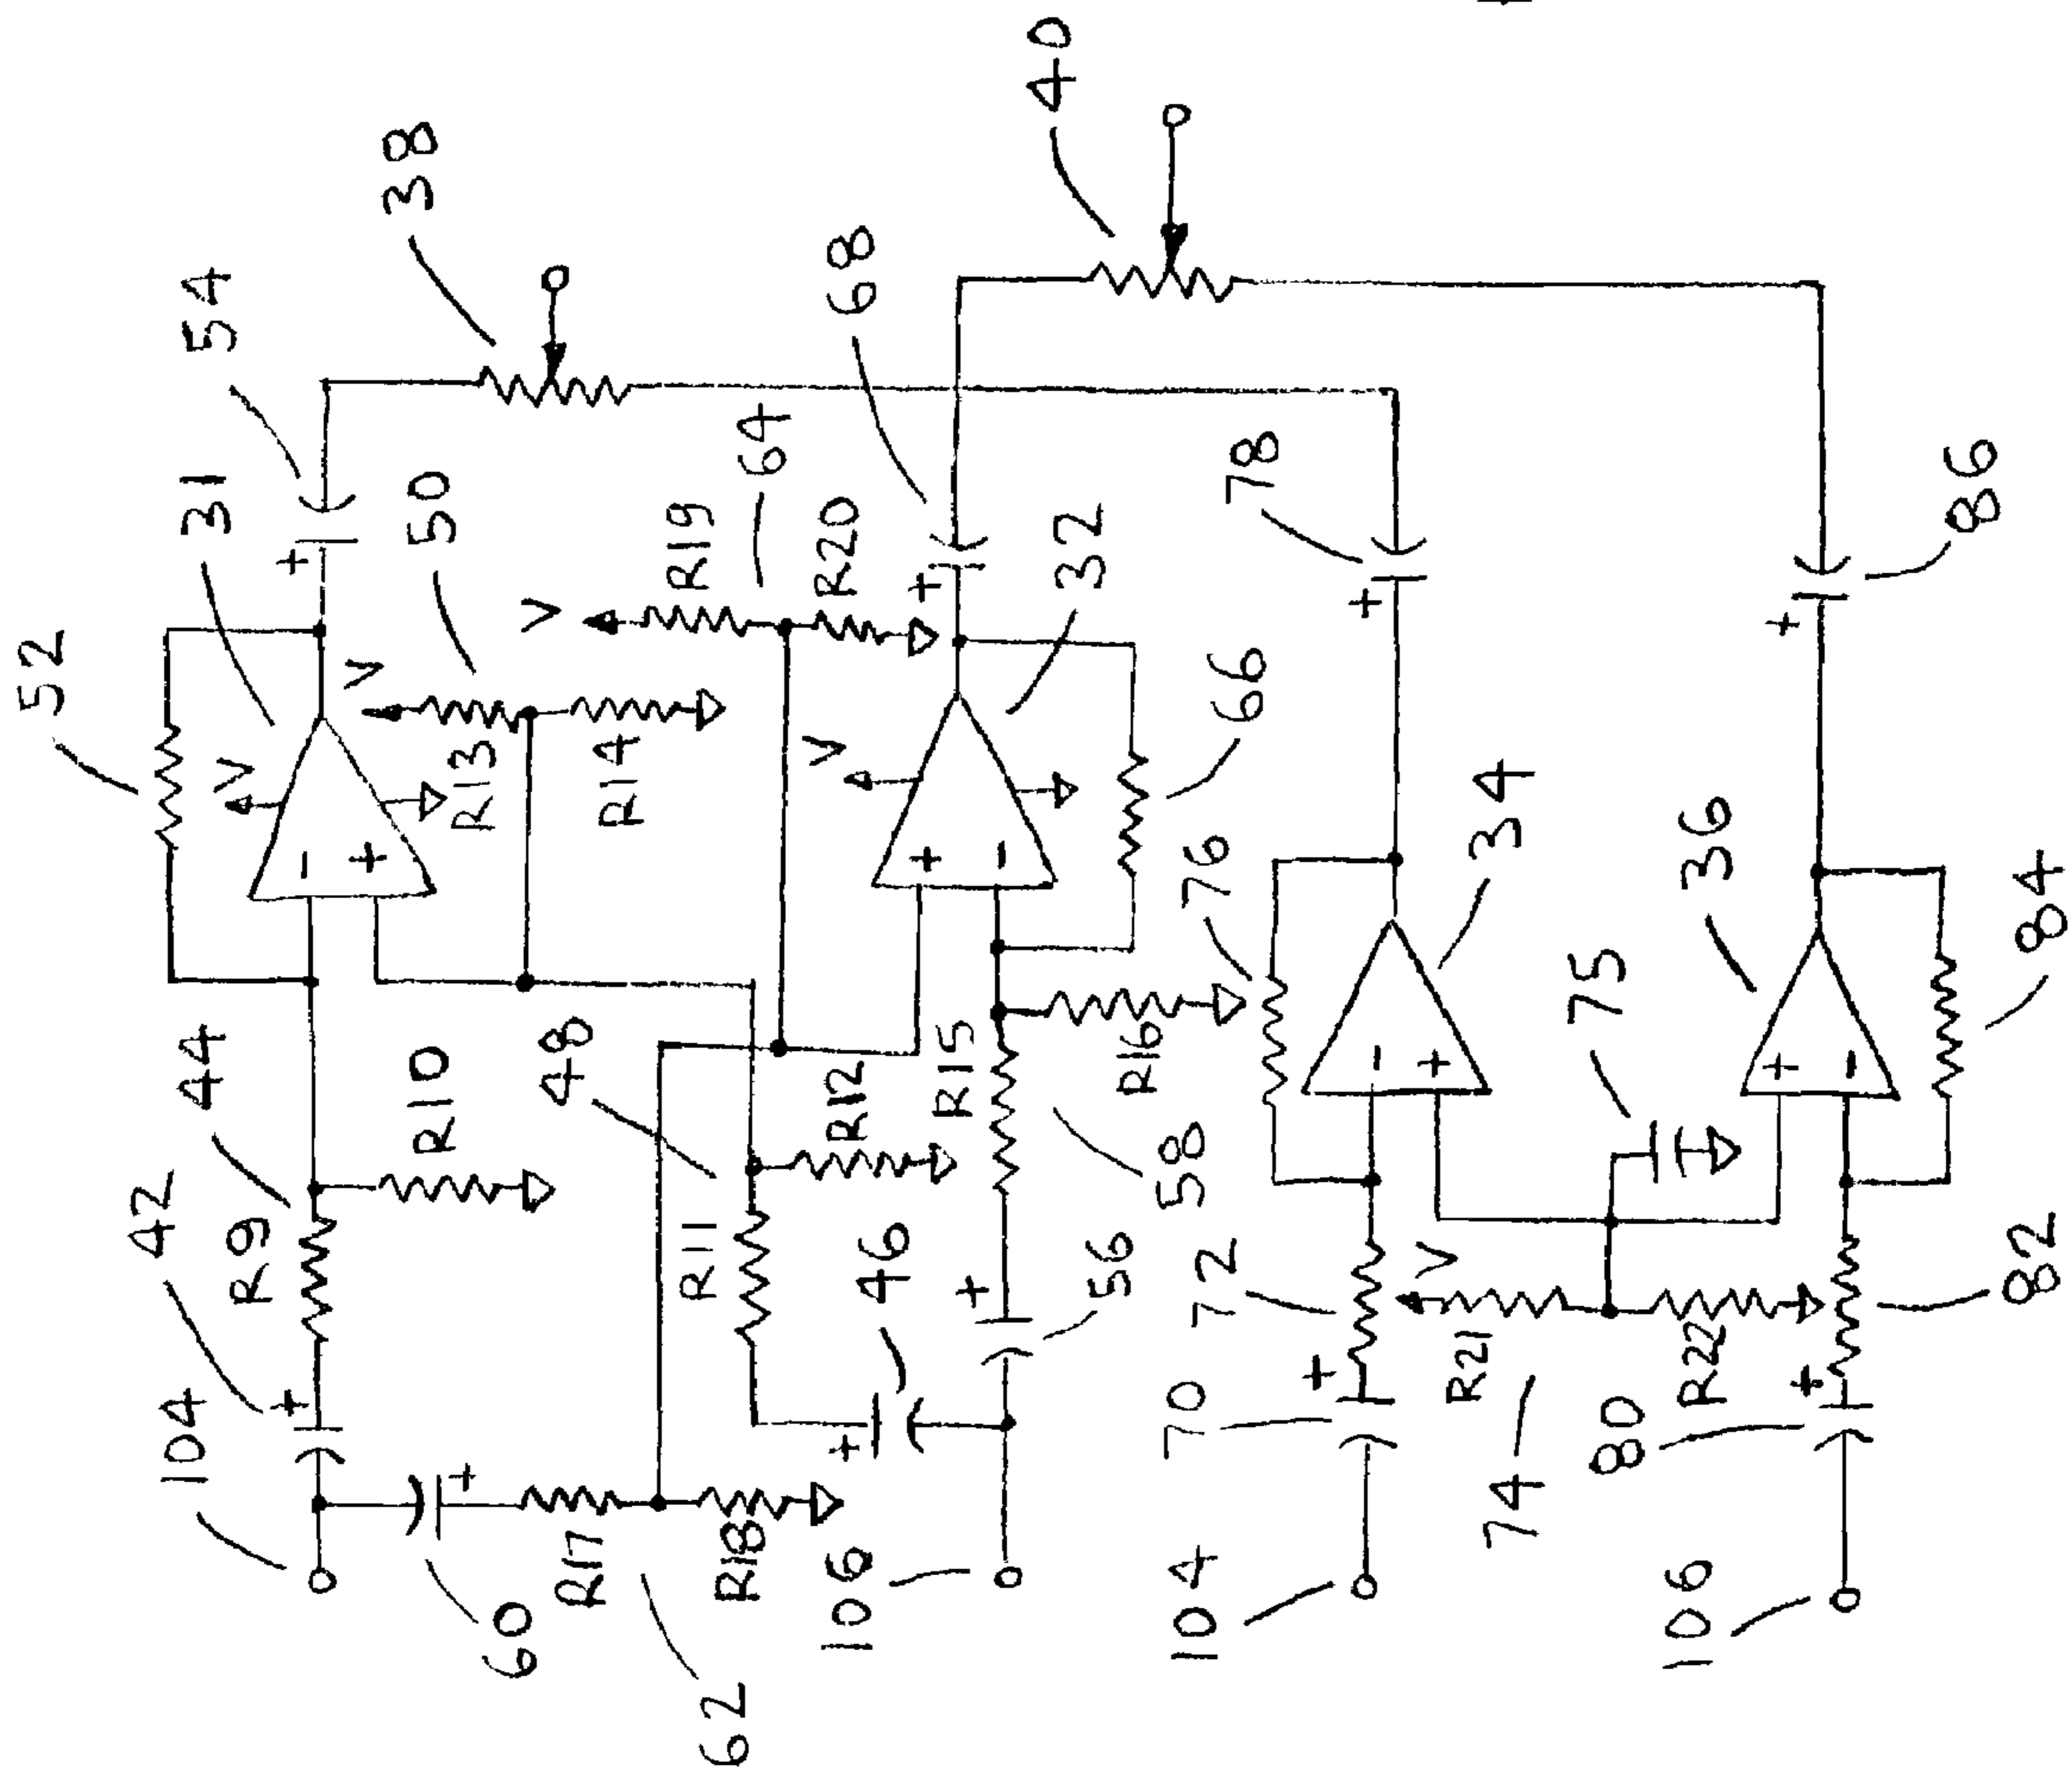 52
31
54
38
V
V
50
42
R9
44
R10
R13
R14
V
R19
64
R20
68
40
104
+
−
+
+
60
+
R17
62
R18
48
R11
R12
46
+
V
+
−
+
32
66
106
56
+
58
R15
R16
76
78
+
34
−
+
104
70
+
72
V
R21
74
R22
75
36
+
−
+
86
84
106
80
+
82